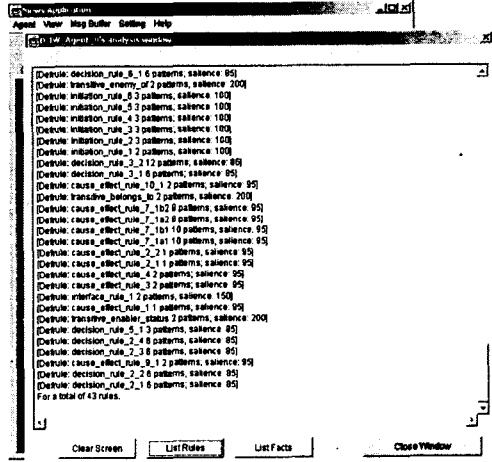 News Application
Agent View Msg Buffer Setting Help
Agent_0's analysis window
[Defrule: decision_rule_6_1 6 patterns; salience: 85]
[Defrule: transitive_enemy_of 2 patterns; salience: 200]
[Defrule: initiation_rule_6 3 patterns; salience: 100]
[Defrule: initiation_rule_5 3 patterns; salience: 100]
[Defrule: initiation_rule_4 3 patterns; salience: 100]
[Defrule: initiation_rule_3 3 patterns; salience: 100]
[Defrule: initiation_rule_2 3 patterns; salience: 100]
[Defrule: initiation_rule_1 2 patterns; salience: 100]
[Defrule: decision_rule_3_2 12 patterns; salience: 85]
[Defrule: decision_rule_3_1 6 patterns; salience: 85]
[Defrule: cause_effect_rule_10_1 2 patterns; salience: 95]
[Defrule: transitive_belongs_to 2 patterns; salience: 200]
[Defrule: cause_effect_rule_7_1b2 8 patterns; salience: 95]
[Defrule: cause_effect_rule_7_1a2 8 patterns; salience: 95]
[Defrule: cause_effect_rule_7_1b1 10 patterns; salience: 95]
[Defrule: cause_effect_rule_7_1a1 10 patterns; salience: 95]
[Defrule: cause_effect_rule_2_2 1 patterns; salience: 95]
[Defrule: cause_effect_rule_2_1 1 patterns; salience: 95]
[Defrule: cause_effect_rule_4 2 patterns; salience: 95]
[Defrule: cause_effect_rule_3 2 patterns; salience: 95]
[Defrule: interface_rule_1 2 patterns; salience: 150]
[Defrule: cause_effect_rule_1 1 patterns; salience: 95]
[Defrule: transitive_enabler_status 2 patterns; salience: 200]
[Defrule: decision_rule_5_1 3 patterns; salience: 85]
[Defrule: decision_rule_2_4 6 patterns; salience: 85]
[Defrule: decision_rule_2_3 6 patterns; salience: 85]
[Defrule: cause_effect_rule_9_1 2 patterns; salience: 95]
[Defrule: decision_rule_2_2 6 patterns; salience: 85]
[Defrule: decision_rule_2_1 6 patterns; salience: 85]
For a total of 43 rules.
Clear Screen List Rules List Facts Close Window